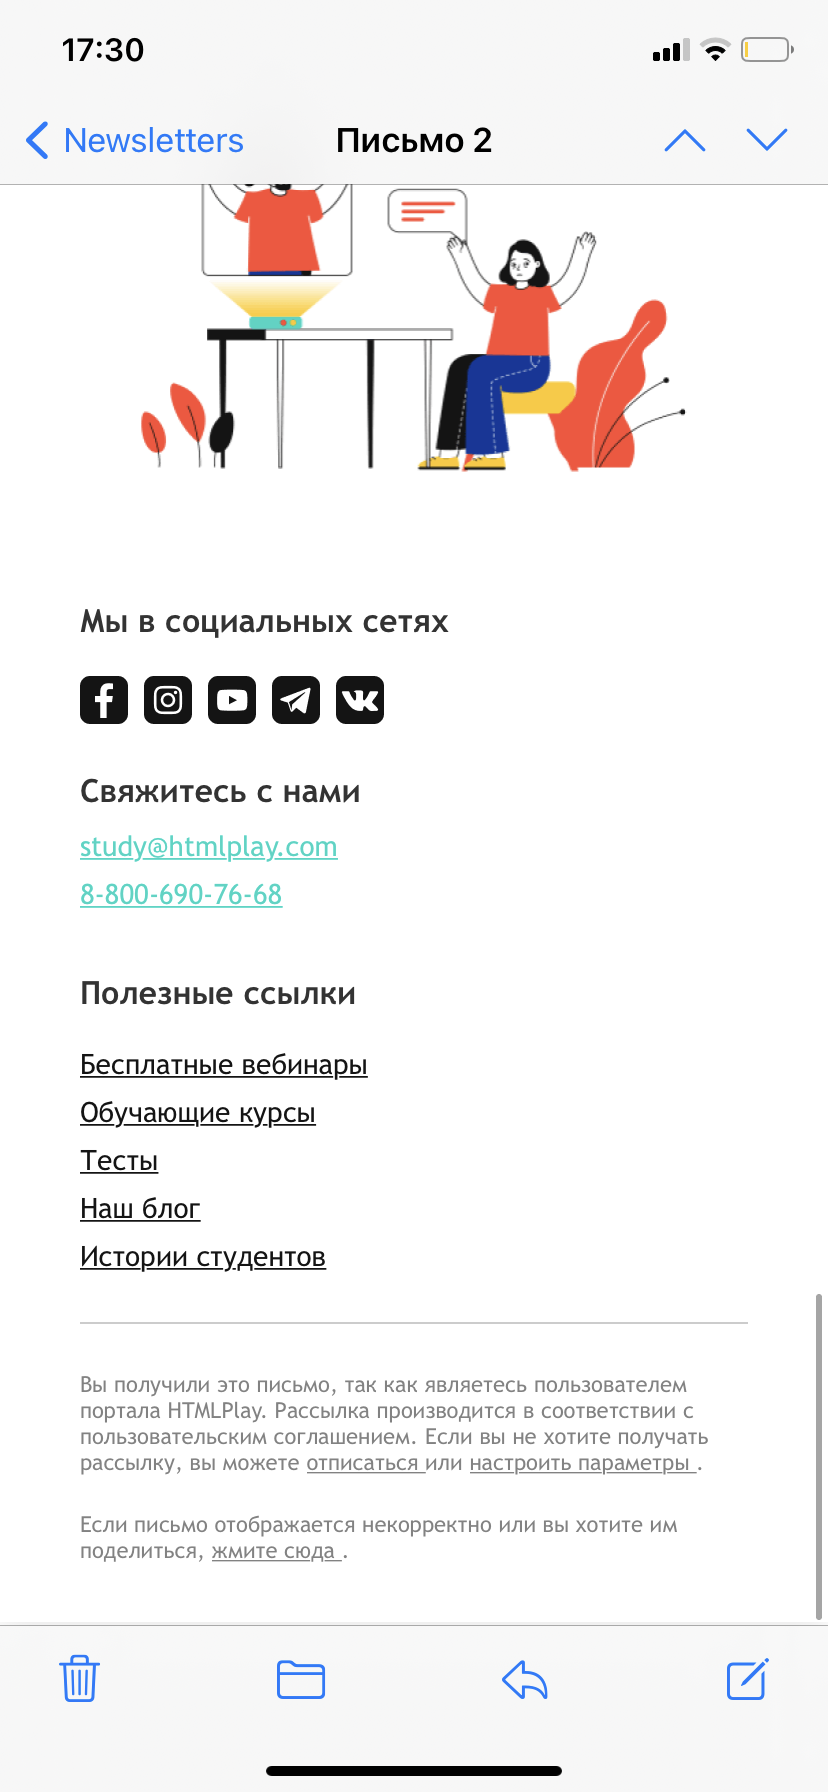 17:30
Newsletters
Письмо 2
Мы в социальных сетях
Свяжитесь с нами
study@htmlplay.com
8-800-690-76-68
Полезные ссылки
Бесплатные вебинары
Обучающие курсы
Тесты
Наш блог
Истории студентов
Вы получили это письмо, так как являетесь пользователем
портала HTMLPlay. Рассылка производится в соответствии с
пользовательским соглашением. Если вы не хотите получать
рассылку, вы можете отписаться или настроить параметры .
Если письмо отображается некорректно или вы хотите им
поделиться, жмите сюда .